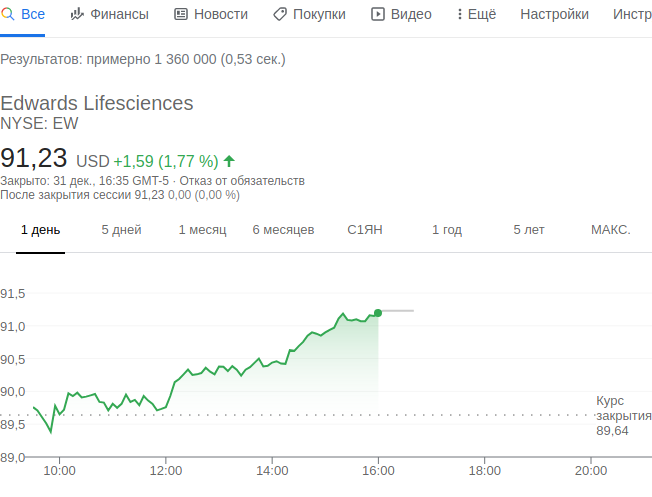 Все Финансы Новости Покупки Видео Ещё Настройки Инстр
Результатов: примерно 1 360 000 (0,53 сек.)
Edwards Lifesciences
NYSE: EW
91,23 USD +1,59 (1,77 %)
Закрыто: 31 дек., 16:35 GMT-5 · Отказ от обязательств
После закрытия сессии 91,23 0,00 (0,00 %)
1 день 5 дней 1 месяц 6 месяцев С1ЯН 1 год 5 лет МАКС.
91,5
91,0
90,5
90,0
89,5
89,0
Курс
закрытия
89,64
10:00 12:00 14:00 16:00 18:00 20:00